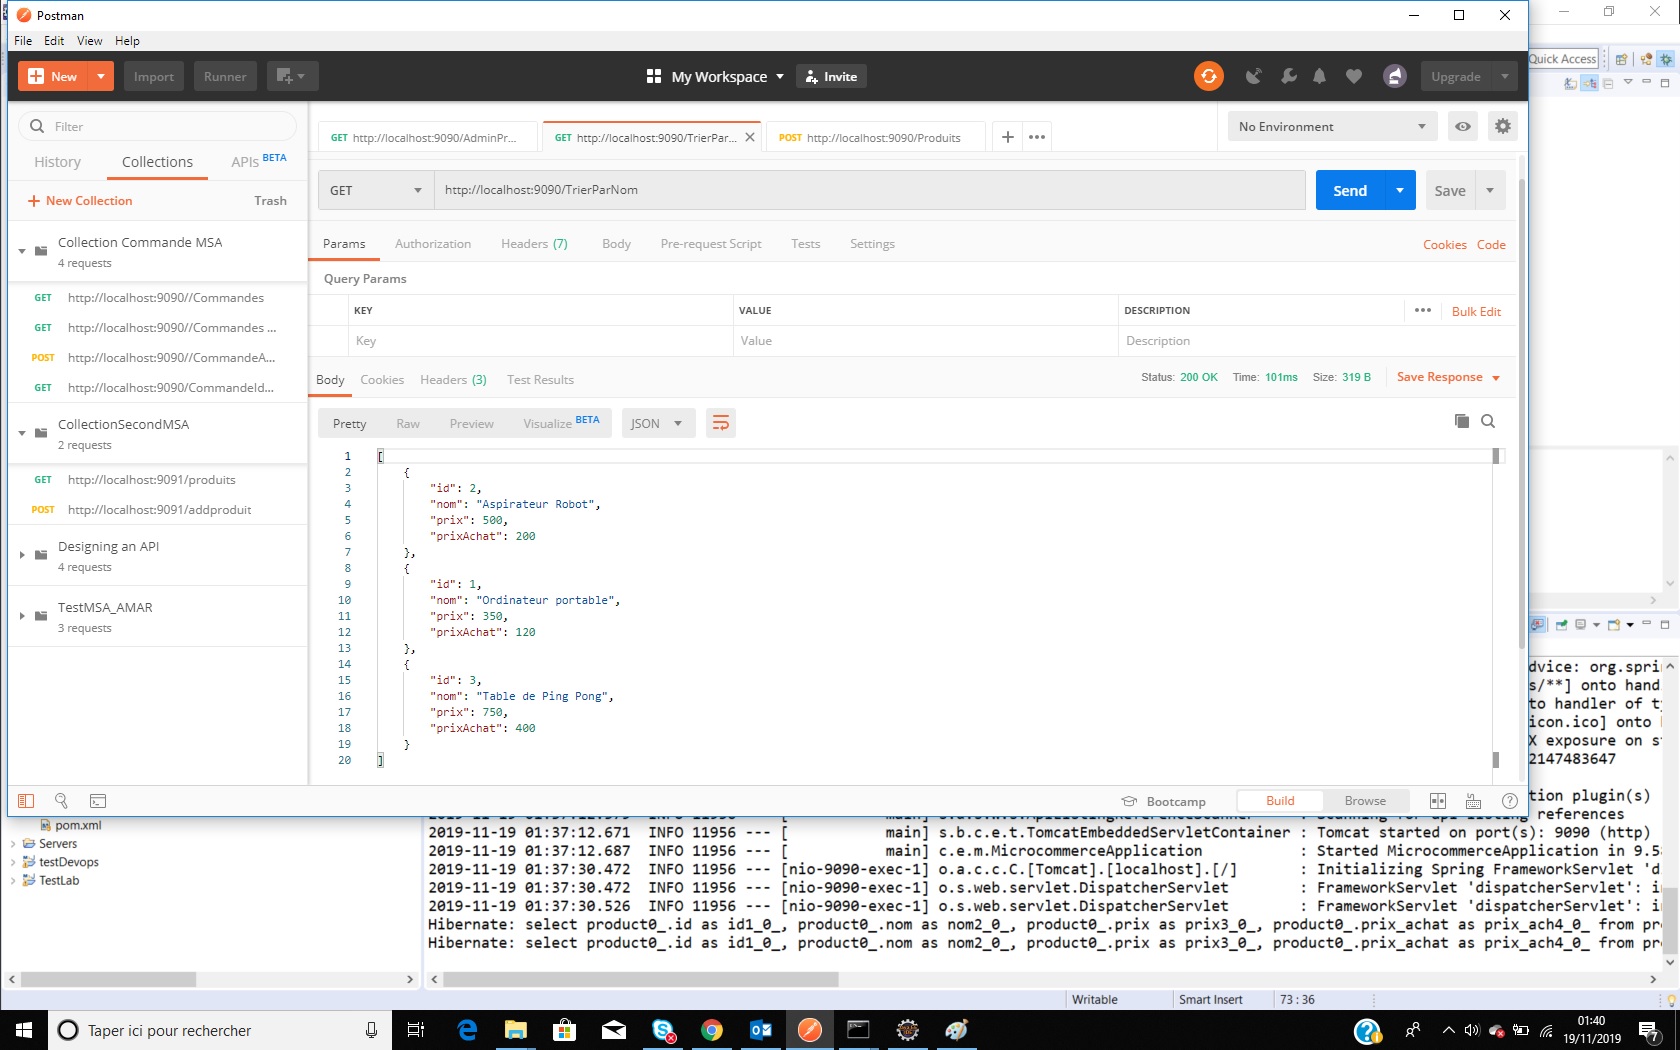 Postman
File Edit View Help
New Import Runner My Workspace Invite Upgrade
Quick Access
Filter
History Collections APIs BETA
New Collection Trash
Collection Commande MSA
4 requests
GET http://localhost:9090//Commandes
GET http://localhost:9090//Commandes ...
POST http://localhost:9090//CommandeA...
GET http://localhost:9090/CommandeId...
CollectionSecondMSA
2 requests
GET http://localhost:9091/produits
POST http://localhost:9091/addproduit
Designing an API
4 requests
TestMSA_AMAR
3 requests
GET http://localhost:9090/AdminPr... GET http://localhost:9090/TrierPar... POST http://localhost:9090/Produits
No Environment
GET http://localhost:9090/TrierParNom Send Save
Params Authorization Headers (7) Body Pre-request Script Tests Settings Cookies Code
Query Params
KEY VALUE DESCRIPTION Bulk Edit
Key Value Description
Body Cookies Headers (3) Test Results Status: 200 OK Time: 101ms Size: 319 B Save Response
Pretty Raw Preview Visualize BETA JSON
1 [
2 {
3 "id": 2,
4 "nom": "Aspirateur Robot",
5 "prix": 500,
6 "prixAchat": 200
7 },
8 {
9 "id": 1,
10 "nom": "Ordinateur portable",
11 "prix": 350,
12 "prixAchat": 120
13 },
14 {
15 "id": 3,
16 "nom": "Table de Ping Pong",
17 "prix": 750,
18 "prixAchat": 400
19 }
20 ]
Bootcamp Build Browse
dvice: org.spri
s/**] onto hand
to handler of t
icon.ico] onto
X exposure on s
2147483647
tion plugin(s)
references
pom.xml
Servers
testDevops
TestLab
2019-11-19 01:37:12.671 INFO 11956 --- [ main] s.b.c.e.t.TomcatEmbeddedServletContainer : Tomcat started on port(s): 9090 (http)
2019-11-19 01:37:12.687 INFO 11956 --- [ main] c.e.m.MicrocommerceApplication : Started MicrocommerceApplication in 9.5
2019-11-19 01:37:30.472 INFO 11956 --- [nio-9090-exec-1] o.a.c.c.C.[Tomcat].[localhost].[/] : Initializing Spring FrameworkServlet 'd
2019-11-19 01:37:30.472 INFO 11956 --- [nio-9090-exec-1] o.s.web.servlet.DispatcherServlet : FrameworkServlet 'dispatcherServlet': i
2019-11-19 01:37:30.526 INFO 11956 --- [nio-9090-exec-1] o.s.web.servlet.DispatcherServlet : FrameworkServlet 'dispatcherServlet': i
Hibernate: select product0_.id as id1_0_, product0_.nom as nom2_0_, product0_.prix as prix3_0_, product0_.prix_achat as prix_ach4_0_ from pr
Hibernate: select product0_.id as id1_0_, product0_.nom as nom2_0_, product0_.prix as prix3_0_, product0_.prix_achat as prix_ach4_0_ from pr
Writable Smart Insert 73 : 36
Taper ici pour rechercher
01:40
19/11/2019
7